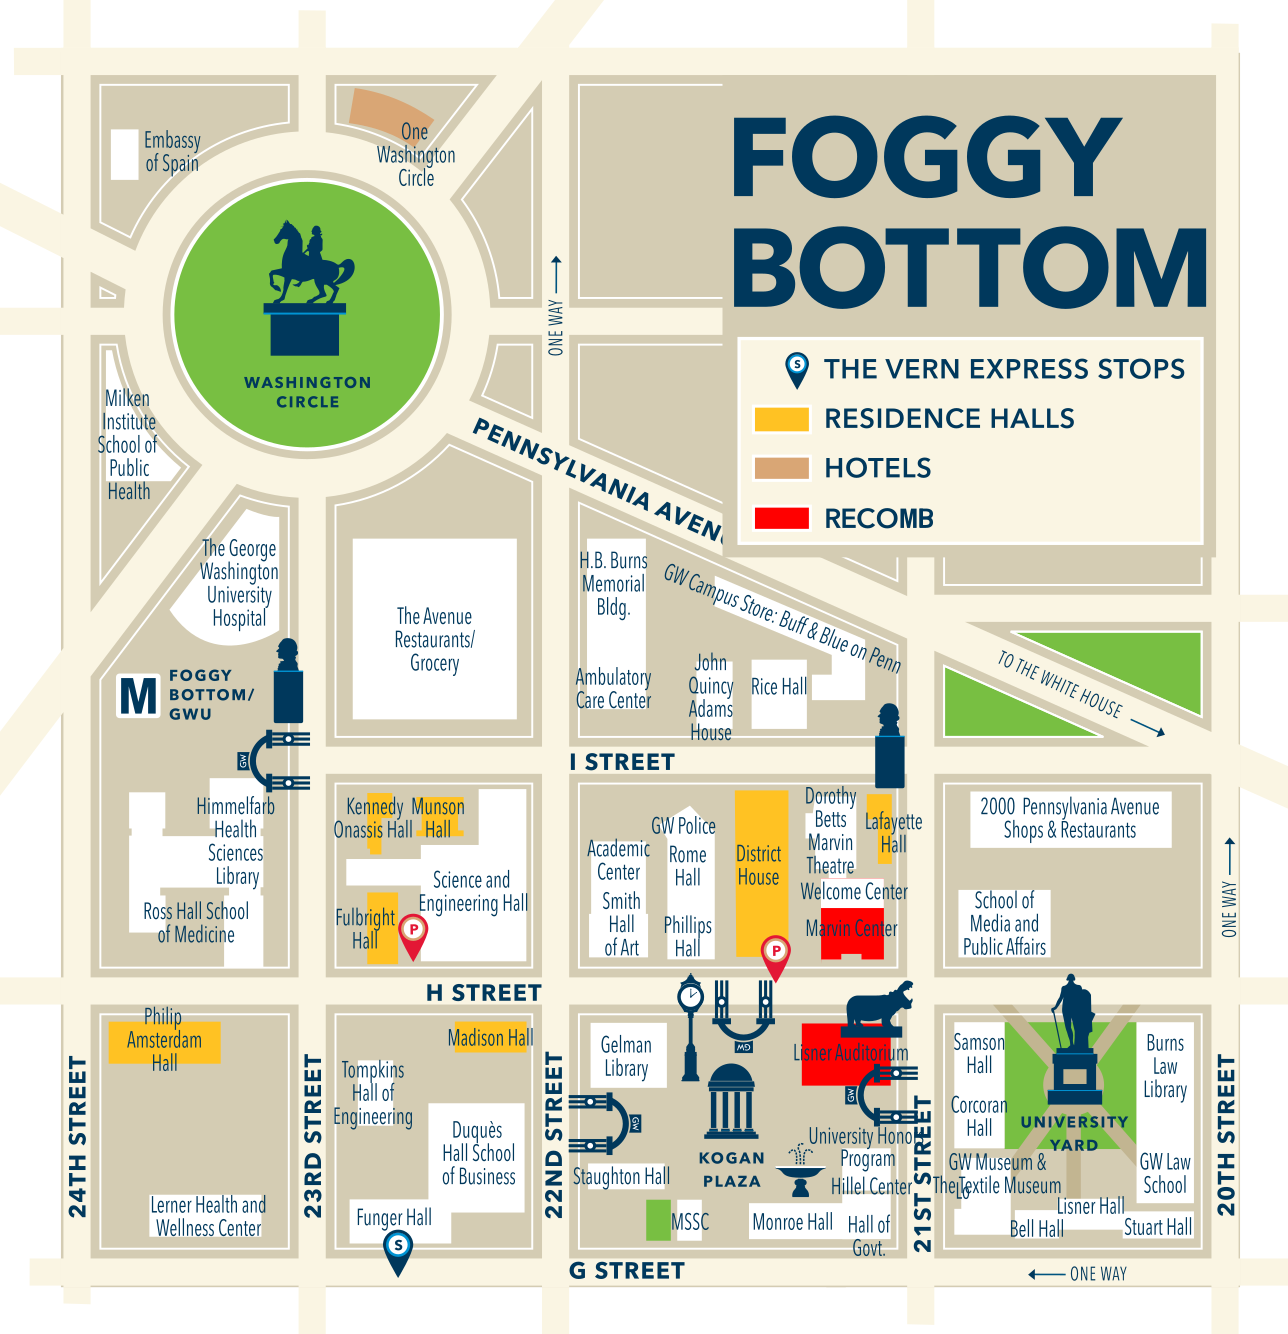 FOGGY
BOTTOM
S
THE VERN EXPRESS STOPS
RESIDENCE HALLS
HOTELS
RECOMB
Embassy
of Spain
One
Washington
Circle
WASHINGTON
CIRCLE
ONE WAY
Milken
Institute
School of
Public
Health
PENNSYLVANIA AVEN
The George
Washington
University
Hospital
The Avenue
Restaurants/
Grocery
H.B. Burns
Memorial
Bldg.
Ambulatory
Care Center
GW Campus Store: Buff & Blue on Penn
John
Quincy
Adams
House
Rice Hall
TO THE WHITE HOUSE
M
FOGGY
BOTTOM/
GWU
GW
I STREET
Himmelfarb
Health
Sciences
Library
Ross Hall School
of Medicine
Kennedy
Onassis Hall
Munson
Hall
Science and
Engineering Hall
Fulbright
Hall
P
Academic
Center
Smith
Hall
of Art
GW Police
Rome
Hall
Phillips
Hall
District
House
P
Dorothy
Betts
Marvin
Theatre
Welcome Center
Marvin Center
Lafayette
Hall
2000 Pennsylvania Avenue
Shops & Restaurants
School of
Media and
Public Affairs
ONE WAY
H STREET
Philip
Amsterdam
Hall
Lerner Health and
Wellness Center
24TH STREET
23RD STREET
Madison Hall
Tompkins
Hall of
Engineering
Duquès
Hall School
of Business
Funger Hall
S
22ND STREET
Gelman
Library
GW
GW
Lisner Auditorium
GW
KOGAN
PLAZA
Staughton Hall
MSSC
University Honor
Program
Hillel Center
Monroe Hall
Hall of
Govt.
21ST STREET
Samson
Hall
Corcoran
Hall
UNIVERSITY
YARD
Burns
Law
Library
GW Museum &
The Textile Museum
Lo
GW Law
School
Lisner Hall
Bell Hall
Stuart Hall
20TH STREET
G STREET
ONE WAY